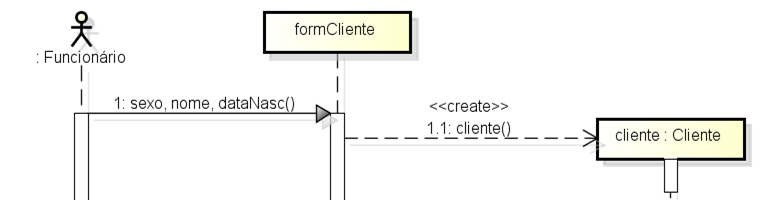 formCliente
: Funcionário
1: sexo, nome, dataNasc()
<<create>>
1.1: cliente()
cliente : Cliente